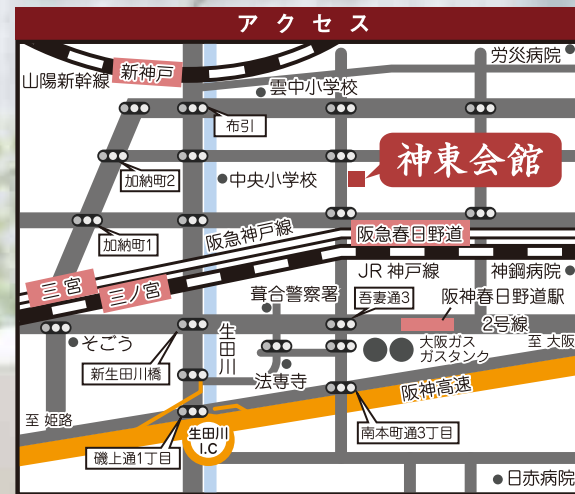 アクセス
労災病院
新神戸
山陽新幹線
雲中小学校
布引
神東会館
加納町2
中央小学校
加納町1
阪急神戸線
阪急春日野道
JR 神戸線
神鋼病院
三宮
三ノ宮
葺合警察署
吾妻通3
阪神春日野道駅
2号線
そごう
生田川
大阪ガス
ガスタンク
至 大阪
新生田川橋
法専寺
阪神高速
至 姫路
生田川
I.C
南本町通3丁目
磯上通1丁目
日赤病院